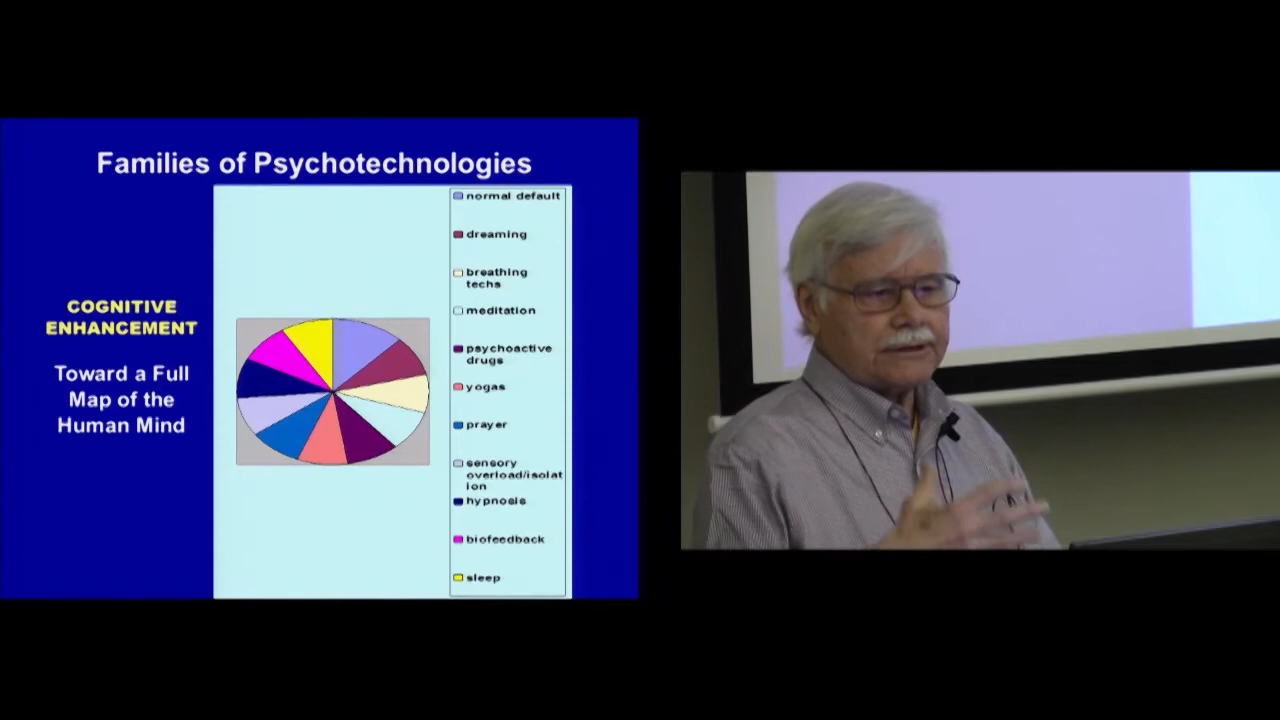 Families of Psychotechnologies
COGNITIVE
ENHANCEMENT
Toward a Full
Map of the
Human Mind
normal default
dreaming
breathing
techs
meditation
psychoactive
drugs
yogas
prayer
sensory
overload/isolat
ion
hypnosis
biofeedback
sleep